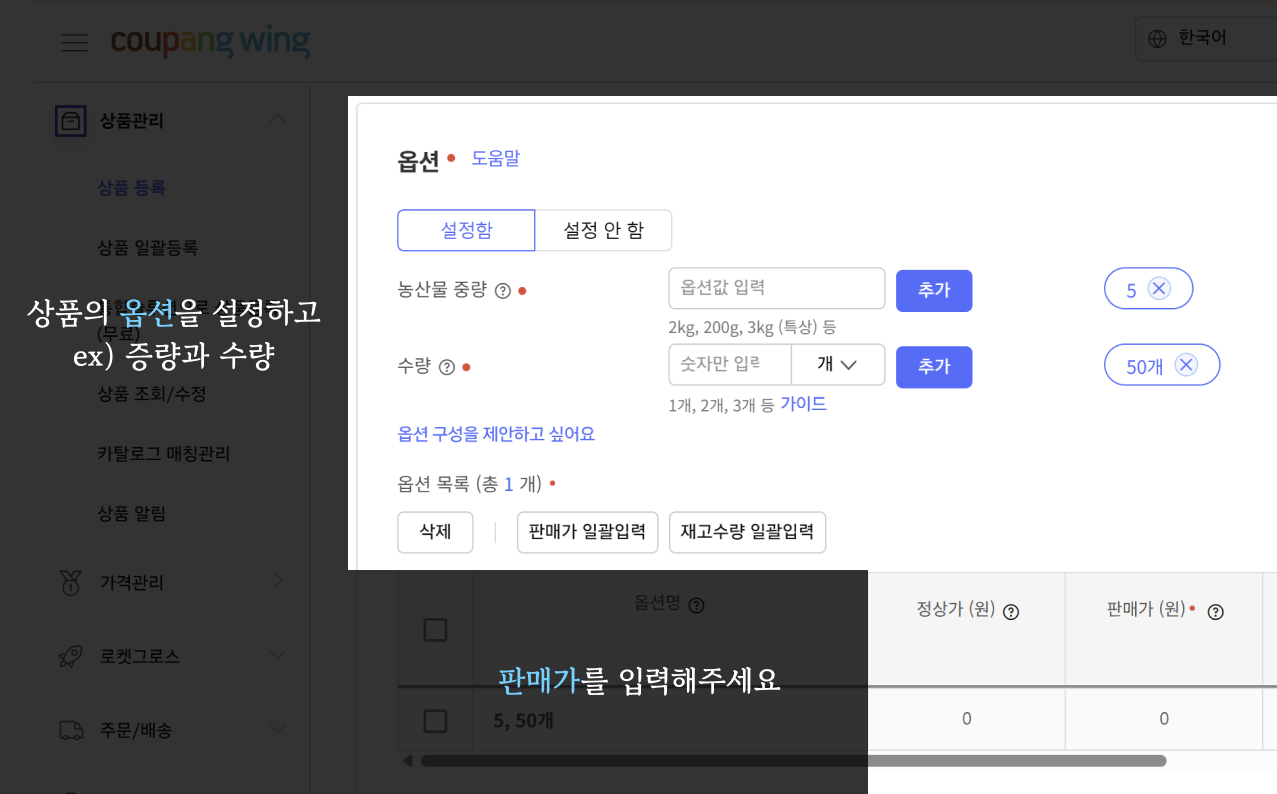 coupang wing
한국어
상품관리
상품 등록
상품 일괄등록
(무료)
상품의 옵션을 설정하고
ex) 증량과 수량
상품 조회/수정
카탈로그 매칭관리
상품 알림
가격관리
로켓그로스
주문/배송
옵션 도움말
설정함 설정 안 함
농산물 중량 옵션값 입력 추가 5
2kg, 200g, 3kg (특상) 등
수량 숫자만 개 추가 50개
1개, 2개, 3개 등 가이드
옵션 구성을 제안하고 싶어요
옵션 목록 (총 1 개)
삭제 판매가 일괄입력 재고수량 일괄입력
옵션명 정상가 (원) 판매가 (원)
판매가를 입력해주세요
5, 50개 0 0